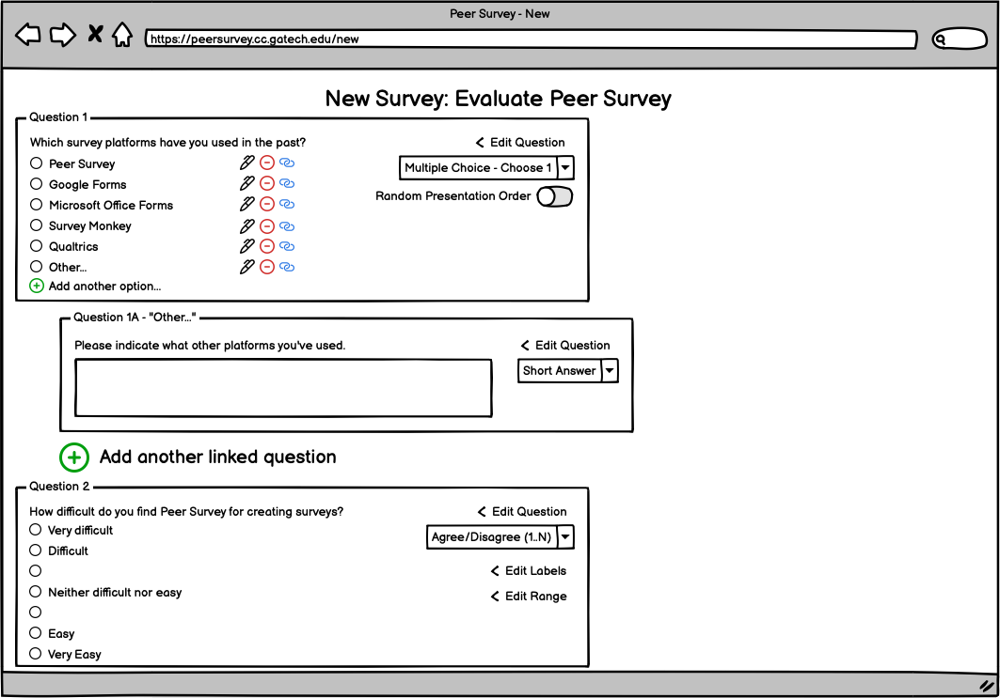 Peer Survey - New
https://peersurvey.cc.gatech.edu/new
New Survey: Evaluate Peer Survey
Question 1
Which survey platforms have you used in the past?
Edit Question
Peer Survey
Multiple Choice - Choose 1
Google Forms
Random Presentation Order
Microsoft Office Forms
Survey Monkey
Qualtrics
Other...
Add another option...
Question 1A - "Other..."
Please indicate what other platforms you've used.
Edit Question
Short Answer
Add another linked question
Question 2
How difficult do you find Peer Survey for creating surveys?
Edit Question
Very difficult
Agree/Disagree (1..N)
Difficult
Edit Labels
Neither difficult nor easy
Edit Range
Easy
Very Easy